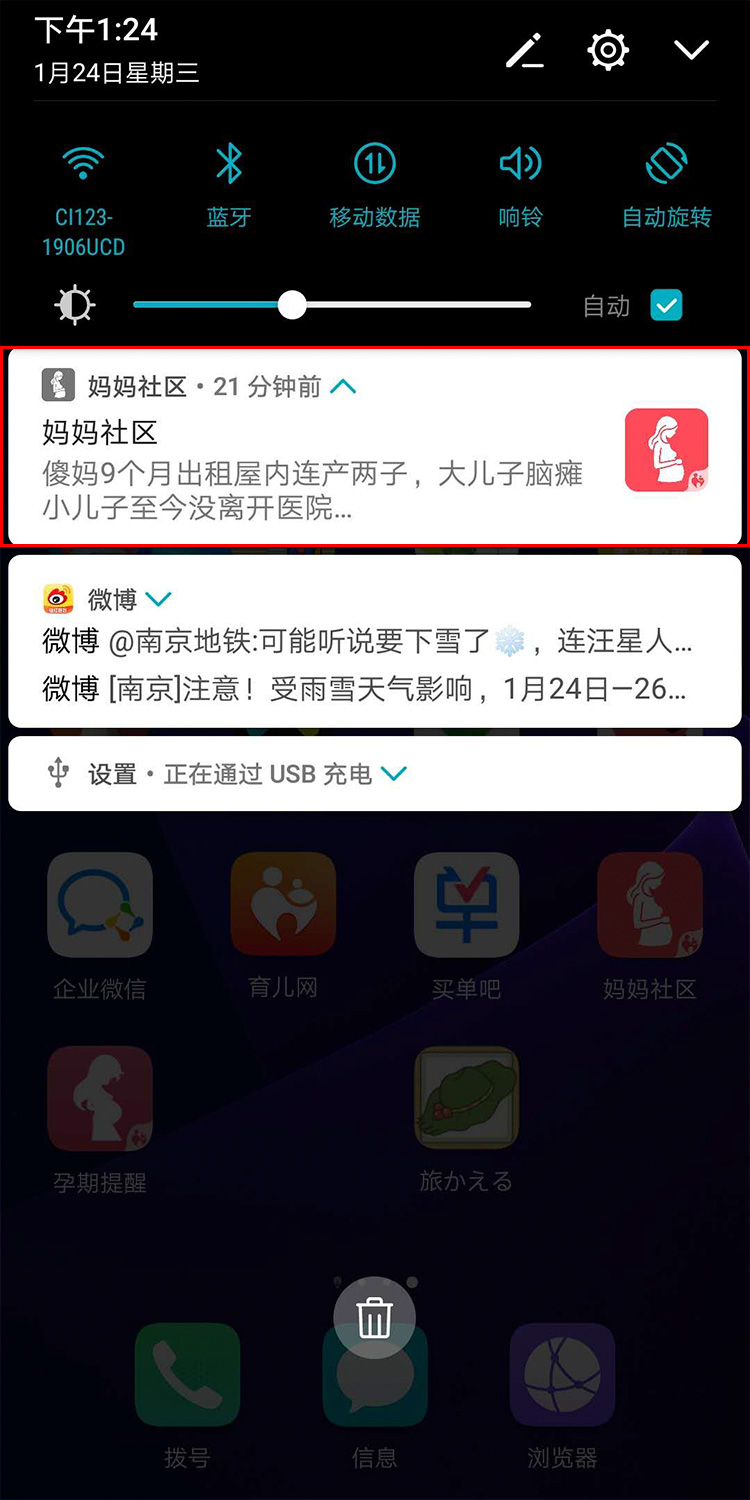 下午1:24
1月24日星期三
CI123-
1906UCD
蓝牙
移动数据
响铃
自动旋转
自动
妈妈社区 • 21 分钟前
妈妈社区
傻妈9个月出租屋内连产两子，大儿子脑瘫
小儿子至今没离开医院...
微博
微博 @南京地铁:可能听说要下雪了❄️，连汪星人...
微博 [南京]注意！受雨雪天气影响，1月24日—26...
设置 • 正在通过 USB 充电
企业微信
育儿网
买单吧
妈妈社区
孕期提醒
旅かえる
拨号
信息
浏览器